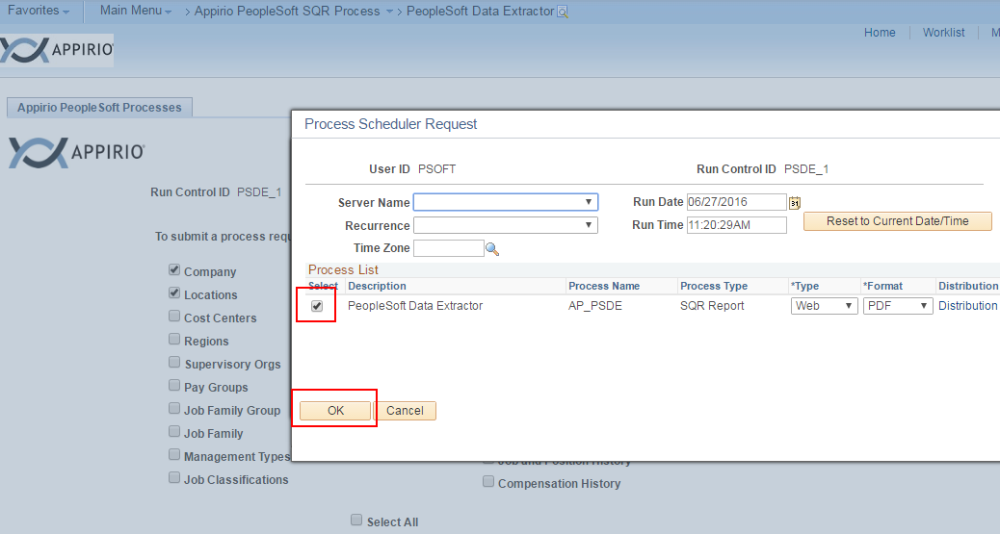 Favorites Main Menu > Appirio PeopleSoft SQR Process > PeopleSoft Data Extractor
Home Worklist M
APPIRIO
Appirio PeopleSoft Processes
APPIRIO
Run Control ID PSDE_1
To submit a process requ
Company
Locations
Cost Centers
Regions
Supervisory Orgs
Pay Groups
Job Family Group
Job Family
Management Types
Job Classifications
Process Scheduler Request
User ID PSOFT Run Control ID PSDE_1
Server Name Run Date 06/27/2016 31
Recurrence Run Time 11:20:29AM Reset to Current Date/Time
Time Zone
Process List
Select Description Process Name Process Type *Type *Format Distribution
PeopleSoft Data Extractor AP_PSDE SQR Report Web PDF Distribution
OK Cancel
Job and Position History
Compensation History
Select All